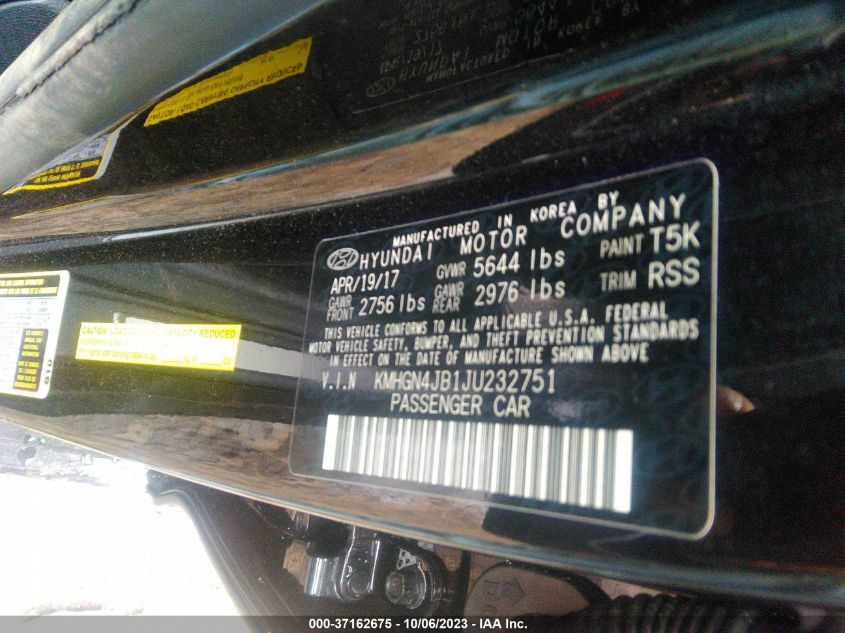 MANUFACTURED IN KOREA BY
HYUNDAI MOTOR COMPANY
APR/19/17 GVWR 5644 lbs PAINT T5K
GAWR FRONT 2756 lbs GAWR REAR 2976 lbs TRIM RSS
THIS VEHICLE CONFORMS TO ALL APPLICABLE U.S.A. FEDERAL
MOTOR VEHICLE SAFETY, BUMPER, AND THEFT PREVENTION STANDARDS
IN EFFECT ON THE DATE OF MANUFACTURE SHOWN ABOVE
V.I.N KMHGN4JB1JU232751
PASSENGER CAR
CAUTION: LOAD CARRYING CAPACITY REDUCED
000-37162675 - 10/06/2023 - IAA Inc.